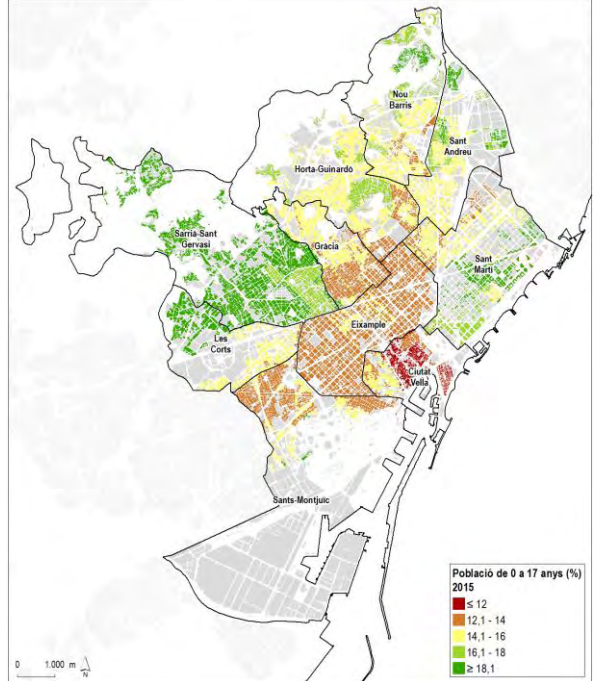 Nou
Barris
Sant
Andreu
Horta-Guinardó
Sarrià-Sant
Gervasi
Gràcia
Sant
Martí
Eixample
Les
Corts
Ciutat
Vella
Sants-Montjuïc
Població de 0 a 17 anys (%)
2015
≤ 12
12,1 - 14
14,1 - 16
16,1 - 18
≥ 18,1
0 1.000 m
N